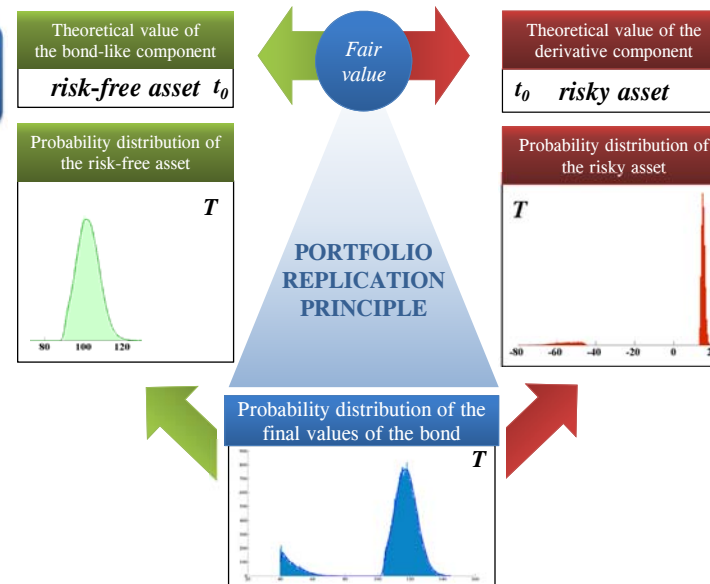 Theoretical value of
the bond-like component
risk-free asset t0
Fair
value
Theoretical value of the
derivative component
t0 risky asset
Probability distribution of
the risk-free asset
T
80 100 120
Probability distribution of
the risky asset
T
-80 -60 -40 -20 0 2
PORTFOLIO
REPLICATION
PRINCIPLE
Probability distribution of the
final values of the bond
T